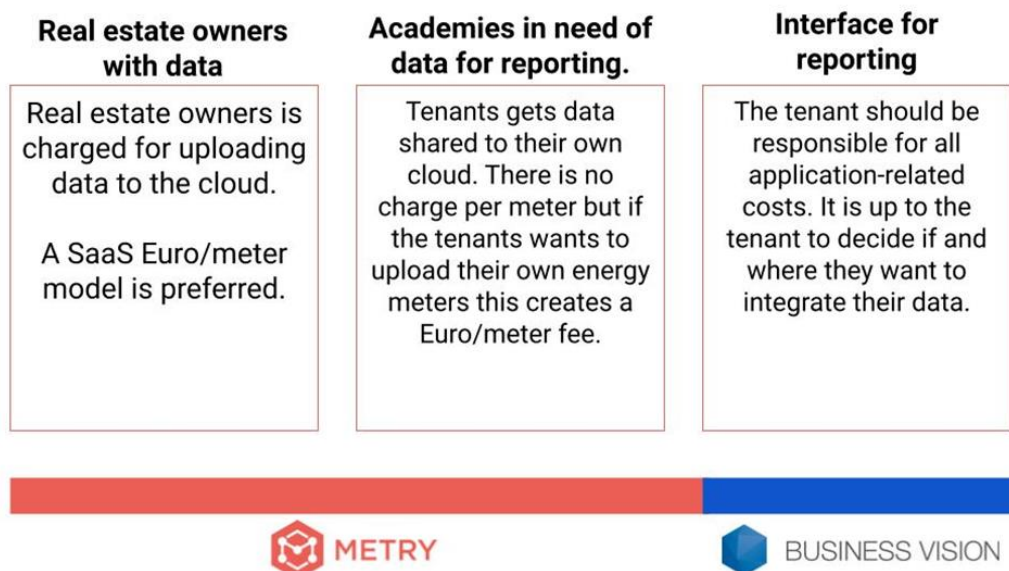 Real estate owners
with data
Real estate owners is
charged for uploading
data to the cloud.
A SaaS Euro/meter
model is preferred.
Academies in need of
data for reporting.
Tenants gets data
shared to their own
cloud. There is no
charge per meter but if
the tenants wants to
upload their own energy
meters this creates a
Euro/meter fee.
Interface for
reporting
The tenant should be
responsible for all
application-related
costs. It is up to the
tenant to decide if and
where they want to
integrate their data.
METRY
BUSINESS VISION